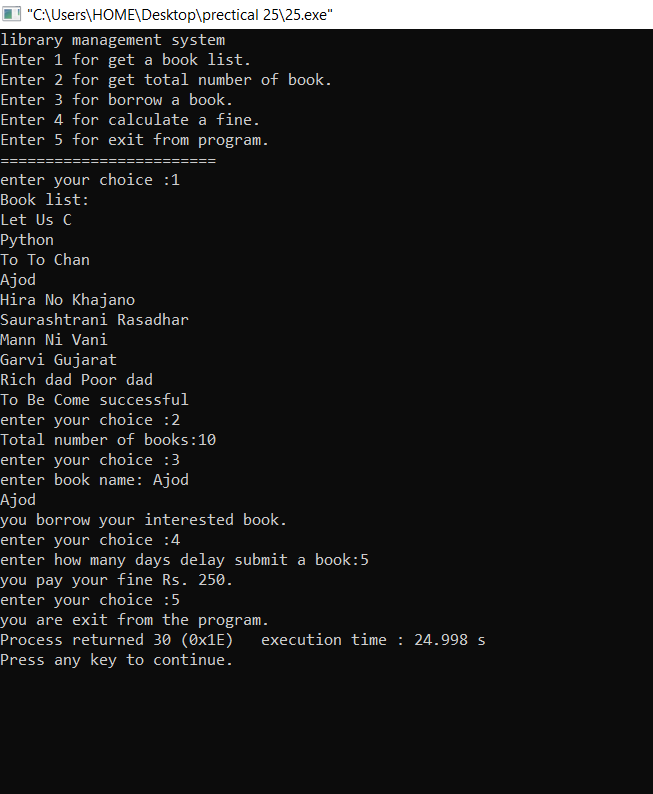 "C:\Users\HOME\Desktop\prectical 25\25.exe"
library management system
Enter 1 for get a book list.
Enter 2 for get total number of book.
Enter 3 for borrow a book.
Enter 4 for calculate a fine.
Enter 5 for exit from program.
========================
enter your choice :1
Book list:
Let Us C
Python
To To Chan
Ajod
Hira No Khajano
Saurashtrani Rasadhar
Mann Ni Vani
Garvi Gujarat
Rich dad Poor dad
To Be Come successful
enter your choice :2
Total number of books:10
enter your choice :3
enter book name: Ajod
Ajod
you borrow your interested book.
enter your choice :4
enter how many days delay submit a book:5
you pay your fine Rs. 250.
enter your choice :5
you are exit from the program.
Process returned 30 (0x1E)   execution time : 24.998 s
Press any key to continue.